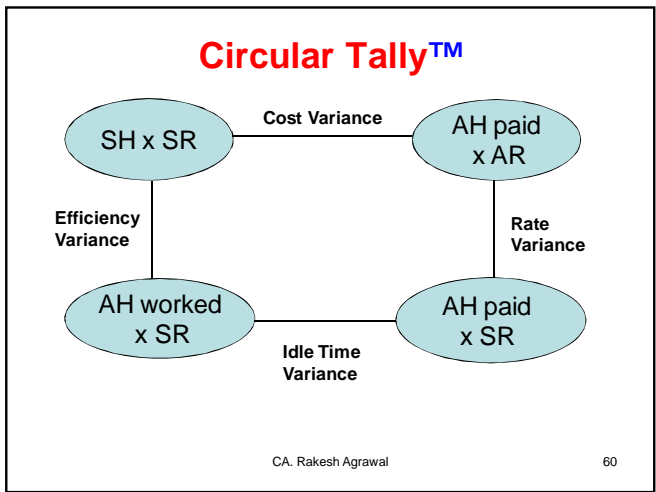 Circular Tally™
Cost Variance
SH x SR
AH paid
x AR
Efficiency
Variance
Rate
Variance
AH worked
x SR
AH paid
x SR
Idle Time
Variance
CA. Rakesh Agrawal
60